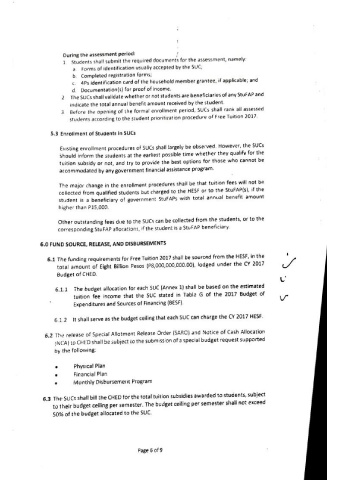 During the assessment period:
1. Students shall submit the required documents for the assessment, namely:
a. Forms of identification usually accepted by the SUC;
b. Completed registration forms;
c. 4Ps identification card of the household member grantee, if applicable; and
d. Documentation(s) for proof of income.
2. The SUCs shall validate whether or not students are beneficiaries of any StuFAP and
indicate the total annual benefit amount received by the student.
3. Before the opening of the formal enrollment period, SUCs shall rank all assessed
students according to the student prioritization procedure of Free Tuition 2017.
5.3 Enrollment of Students in SUCs
Existing enrollment procedures of SUCs shall largely be observed. However, the SUCs
should inform the students at the earliest possible time whether they qualify for the
tuition subsidy or not, and try to provide the best options for those who cannot be
accommodated by any government financial assistance program.
The major change in the enrollment procedures shall be that tuition fees will not be
collected from qualified students but charged to the HESF or to the StuFAP(s), if the
student is a beneficiary of government StuFAPs with total annual benefit amount
higher than P15,000.
Other outstanding fees due to the SUCs can be collected from the students, or to the
corresponding StuFAP allocations, if the student is a StuFAP beneficiary.
6.0 FUND SOURCE, RELEASE, AND DISBURSEMENTS
6.1 The funding requirements for Free Tuition 2017 shall be sourced from the HESF, in the
total amount of Eight Billion Pesos (P8,000,000,000.00), lodged under the CY 2017
Budget of CHED.
6.1.1 The budget allocation for each SUC (Annex 1) shall be based on the estimated
tuition fee income that the SUC stated in Table G of the 2017 Budget of
Expenditures and Sources of Financing (BESF).
6.1.2 It shall serve as the budget ceiling that each SUC can charge the CY 2017 HESF.
6.2 The release of Special Allotment Release Order (SARO) and Notice of Cash Allocation
(NCA) to CHED shall be subject to the submission of a special budget request supported
by the following:
• Physical Plan
• Financial Plan
• Monthly Disbursement Program
6.3 The SUCs shall bill the CHED for the total tuition subsidies awarded to students, subject
to their budget ceiling per semester. The budget ceiling per semester shall not exceed
50% of the budget allocated to the SUC.
Page 6 of 9